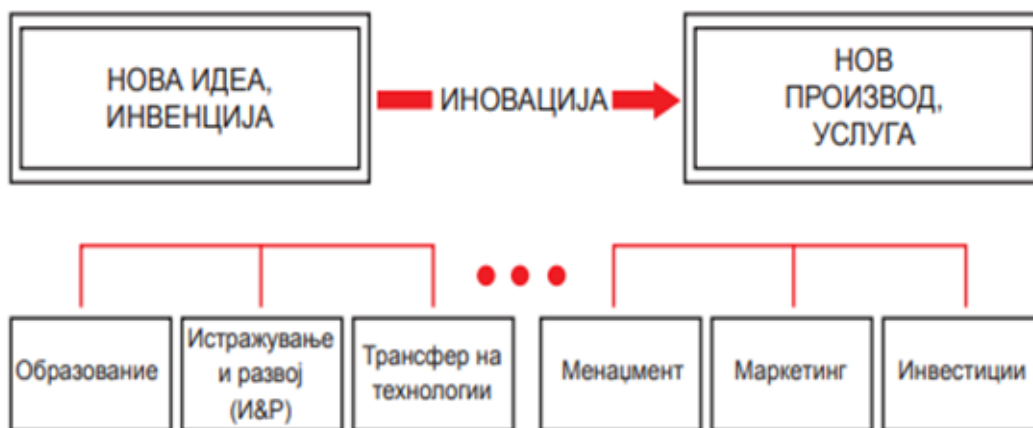 НОВА ИДЕА,
ИНВЕНЦИЈА
ИНОВАЦИЈА
НОВ
ПРОИЗВОД,
УСЛУГА
Образование
Истражување
и развој
(И&Р)
Трансфер на
технологии
Менаџмент
Маркетинг
Инвестиции